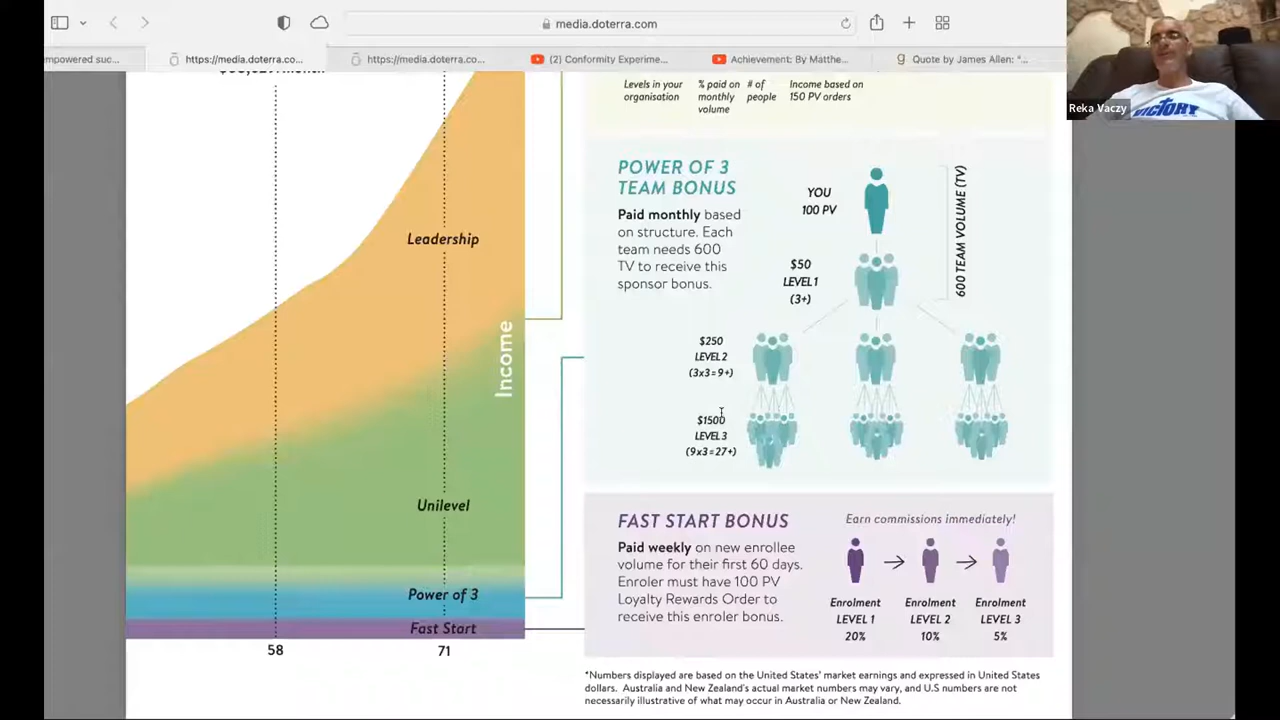 media.doterra.com
empowered suc...
https://media.doterra.co...
https://media.doterra.co...
(2) Conformity Experime...
Achievement: By Matthe...
Quote by James Allen: "...
Reka Vaczy
VICTORY
Levels in your
organisation
% paid on
monthly
volume
# of
people
Income based on
150 PV orders
POWER OF 3
TEAM BONUS
Paid monthly based
on structure. Each
team needs 600
TV to receive this
sponsor bonus.
YOU
100 PV
$50
LEVEL 1
(3+)
600 TEAM VOLUME (TV)
$250
LEVEL 2
(3x3=9+)
$1500
LEVEL 3
(9x3=27+)
Leadership
Income
Unilevel
Power of 3
Fast Start
58
71
FAST START BONUS
Paid weekly on new enrollee
volume for their first 60 days.
Enroler must have 100 PV
Loyalty Rewards Order to
receive this enroler bonus.
Earn commissions immediately!
Enrolment
LEVEL 1
20%
Enrolment
LEVEL 2
10%
Enrolment
LEVEL 3
5%
*Numbers displayed are based on the United States' market earnings and expressed in United States
dollars. Australia and New Zealand's actual market numbers may vary, and U.S numbers are not
necessarily illustrative of what may occur in Australia or New Zealand.